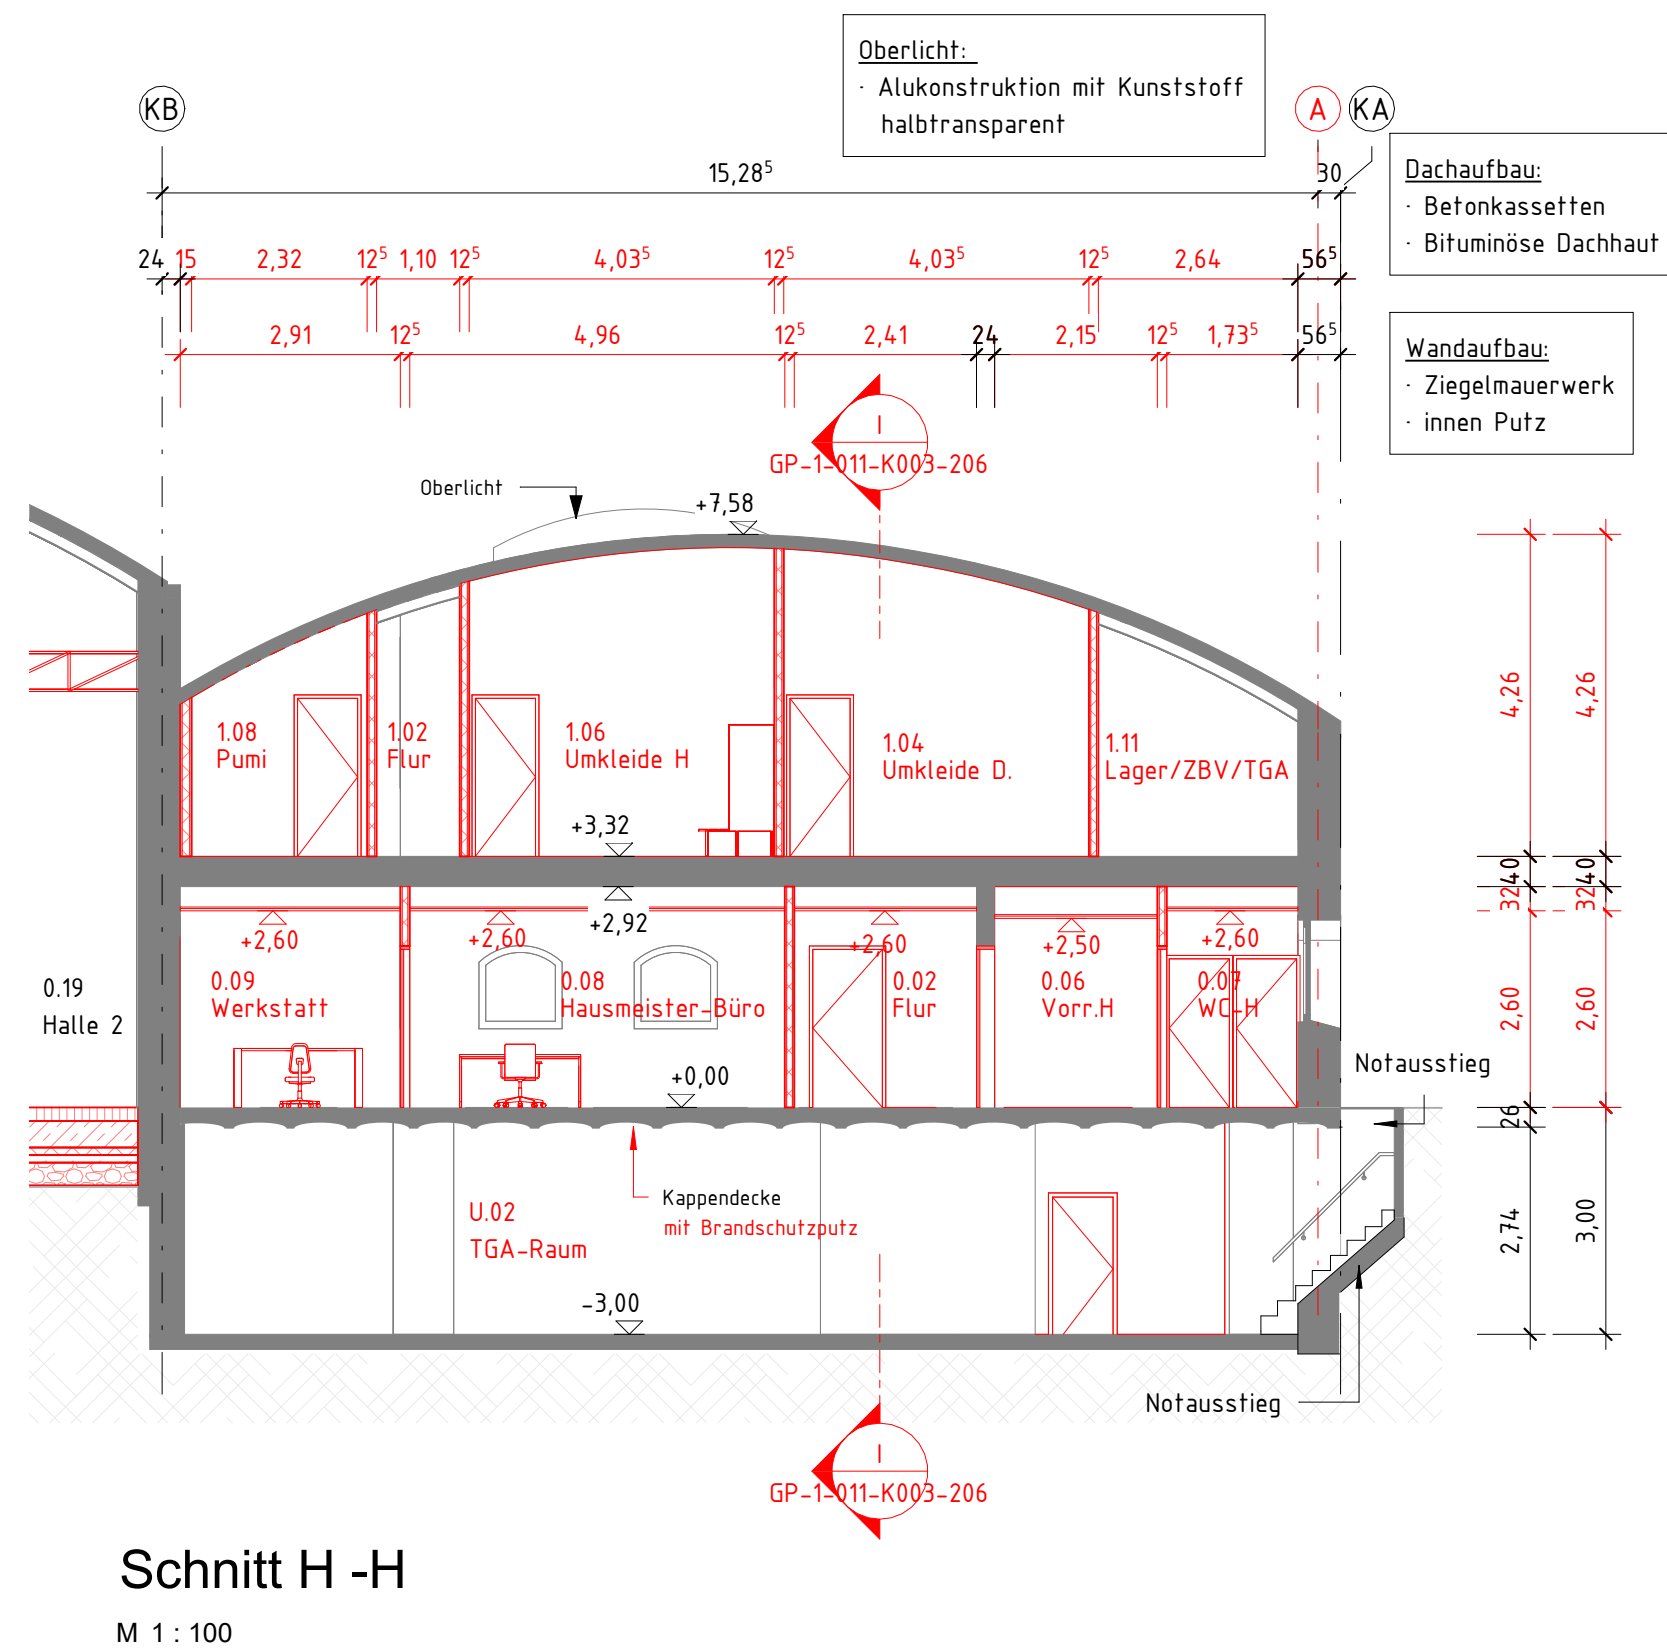 Oberlicht:
· Alukonstruktion mit Kunststoff
halbtransparent
KB
A
KA
Dachaufbau:
· Betonkassetten
· Bituminöse Dachhaut
15,28⁵
30
24
15
2,32
12⁵
1,10
12⁵
4,03⁵
12⁵
4,03⁵
12⁵
2,64
56⁵
2,91
12⁵
4,96
12⁵
2,41
24
2,15
12⁵
1,73⁵
56⁵
Wandaufbau:
· Ziegelmauerwerk
· innen Putz
I
GP-1-011-K003-206
Oberlicht
+7,58
4,26
4,26
1.08
Pumi
1.02
Flur
1.06
Umkleide H
1.04
Umkleide D.
1.11
Lager/ZBV/TGA
+3,32
40
40
32
32
+2,92
+2,60
+2,60
+2,60
+2,50
+2,60
0.19
Halle 2
0.09
Werkstatt
0.08
Hausmeister-Büro
0.02
Flur
0.06
Vorr.H
0.07
WC-H
2,60
2,60
+0,00
Notausstieg
26
Kappendecke
mit Brandschutzputz
U.02
TGA-Raum
2,74
3,00
-3,00
Notausstieg
I
GP-1-011-K003-206
Schnitt H -H
M 1 : 100